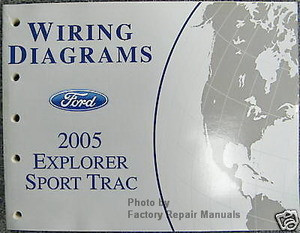 WIRING
DIAGRAMS
Ford
2005
EXPLORER
SPORT TRAC
Photo by
Factory Repair Manuals